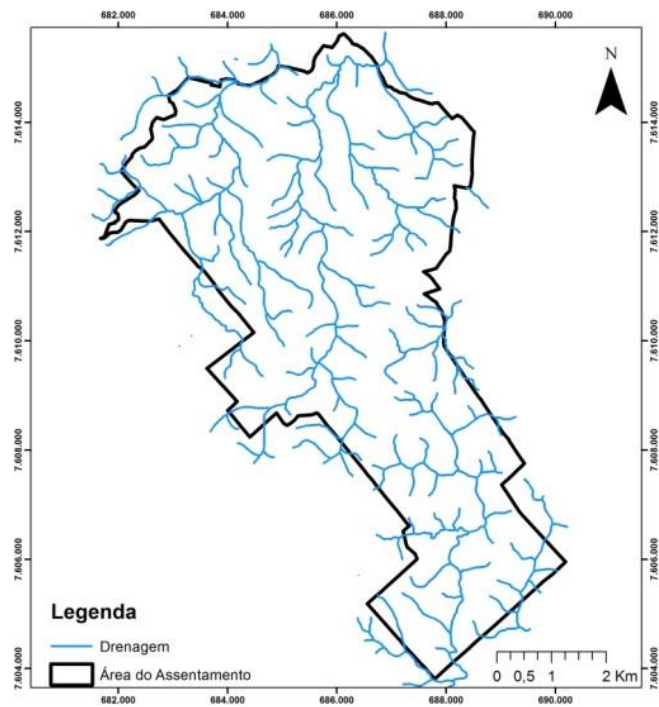 682.000 684.000 686.000 688.000 690.000
N
7.614.000 7.614.000
7.612.000 7.612.000
7.610.000 7.610.000
7.608.000 7.608.000
7.606.000 7.606.000
7.604.000 7.604.000
Legenda
Drenagem
Área do Assentamento
0 0,5 1 2 Km
682.000 684.000 686.000 688.000 690.000